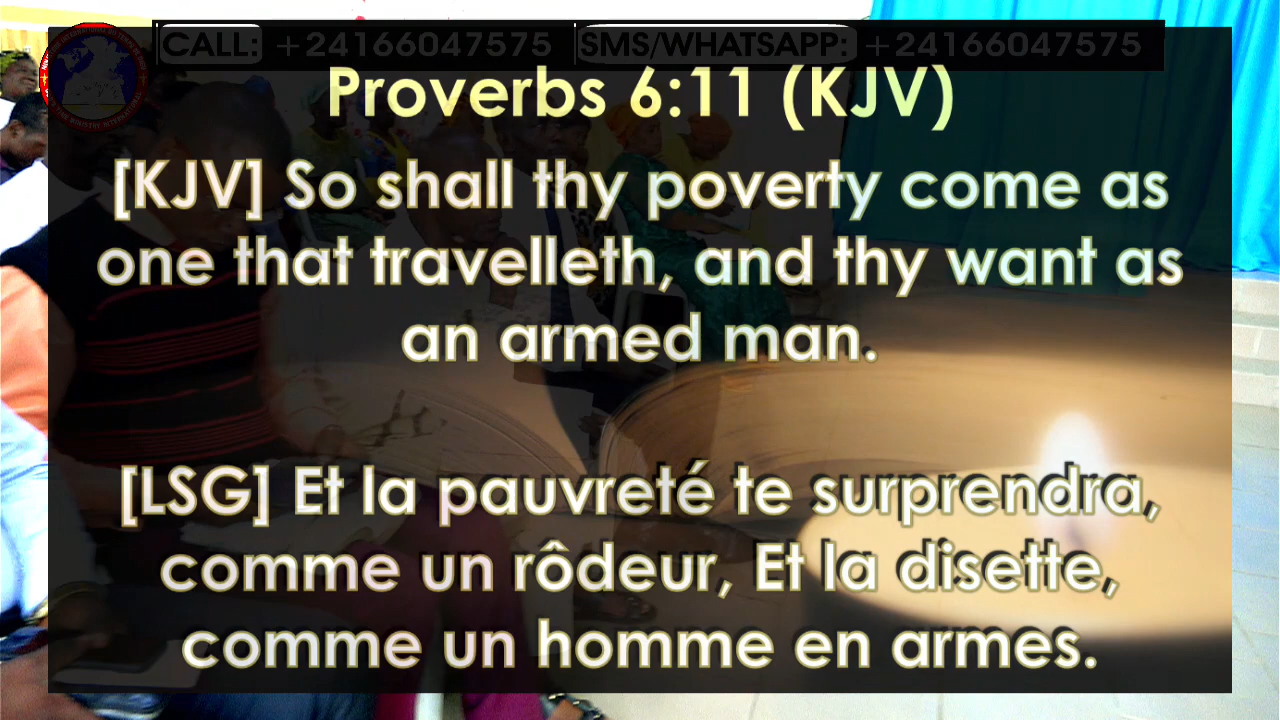 CALL: +24166047575 SMS/WHATSAPP: +24166047575
Proverbs 6:11 (KJV)
[KJV] So shall thy poverty come as
one that travelleth, and thy want as
an armed man.
[LSG] Et la pauvreté te surprendra,
comme un rôdeur, Et la disette,
comme un homme en armes.